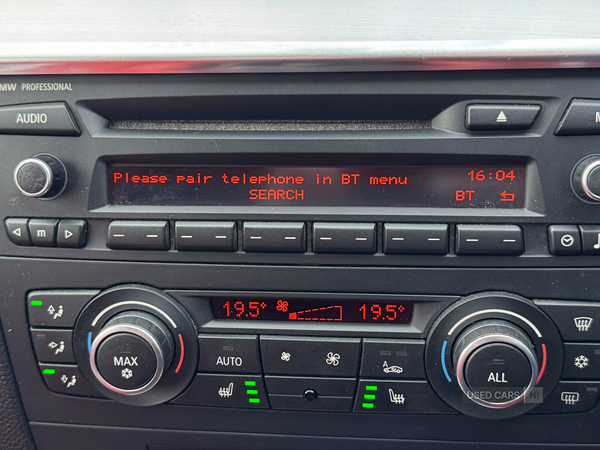 MW PROFESSIONAL
AUDIO
M
Please pair telephone in BT menu 16:04
SEARCH BT
m
19.5° 19.5°
MAX
AUTO
A
ALL
USED CARS NI